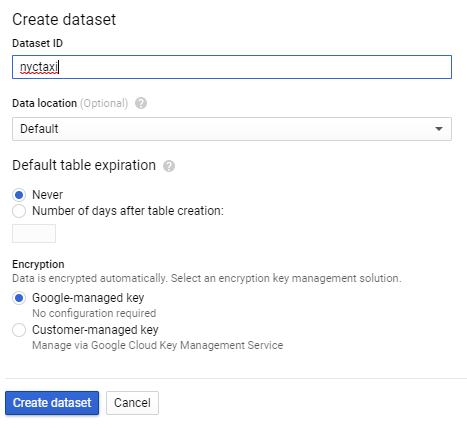 Create dataset
Dataset ID
nyctaxi
Data location (Optional) ?
Default
Default table expiration ?
Never
Number of days after table creation:
Encryption
Data is encrypted automatically. Select an encryption key management solution.
Google-managed key
No configuration required
Customer-managed key
Manage via Google Cloud Key Management Service
Create dataset Cancel